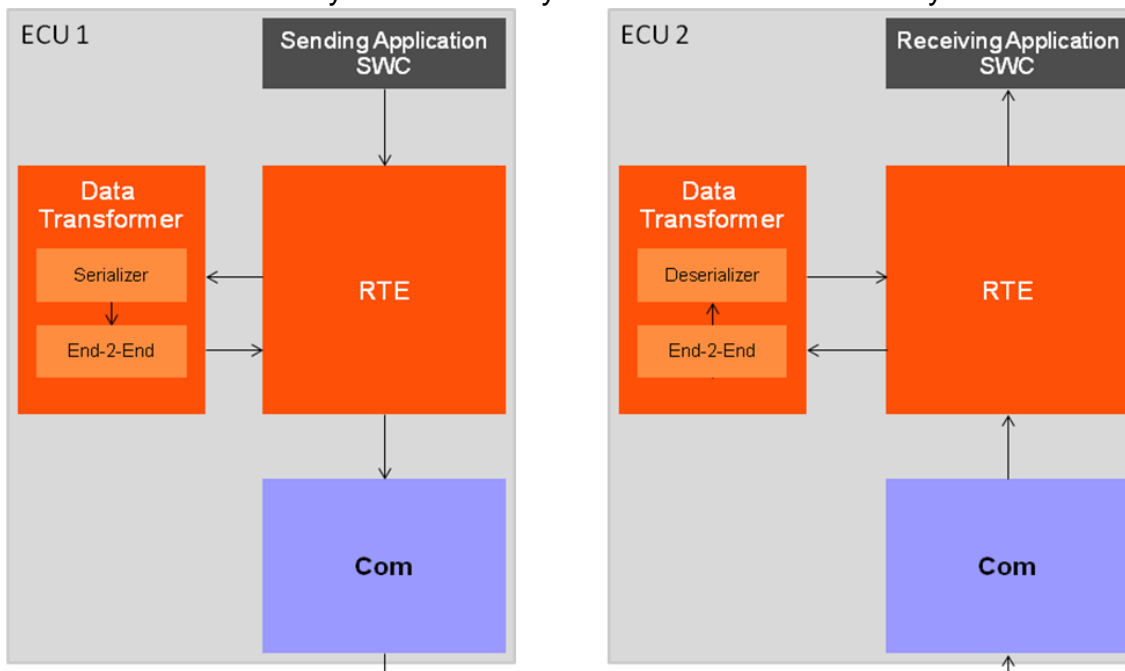 ECU 1
Sending Application
SWC
Data
Transformer
Serializer
End-2-End
RTE
Com
ECU 2
Receiving Application
SWC
Data
Transformer
Deserializer
End-2-End
RTE
Com